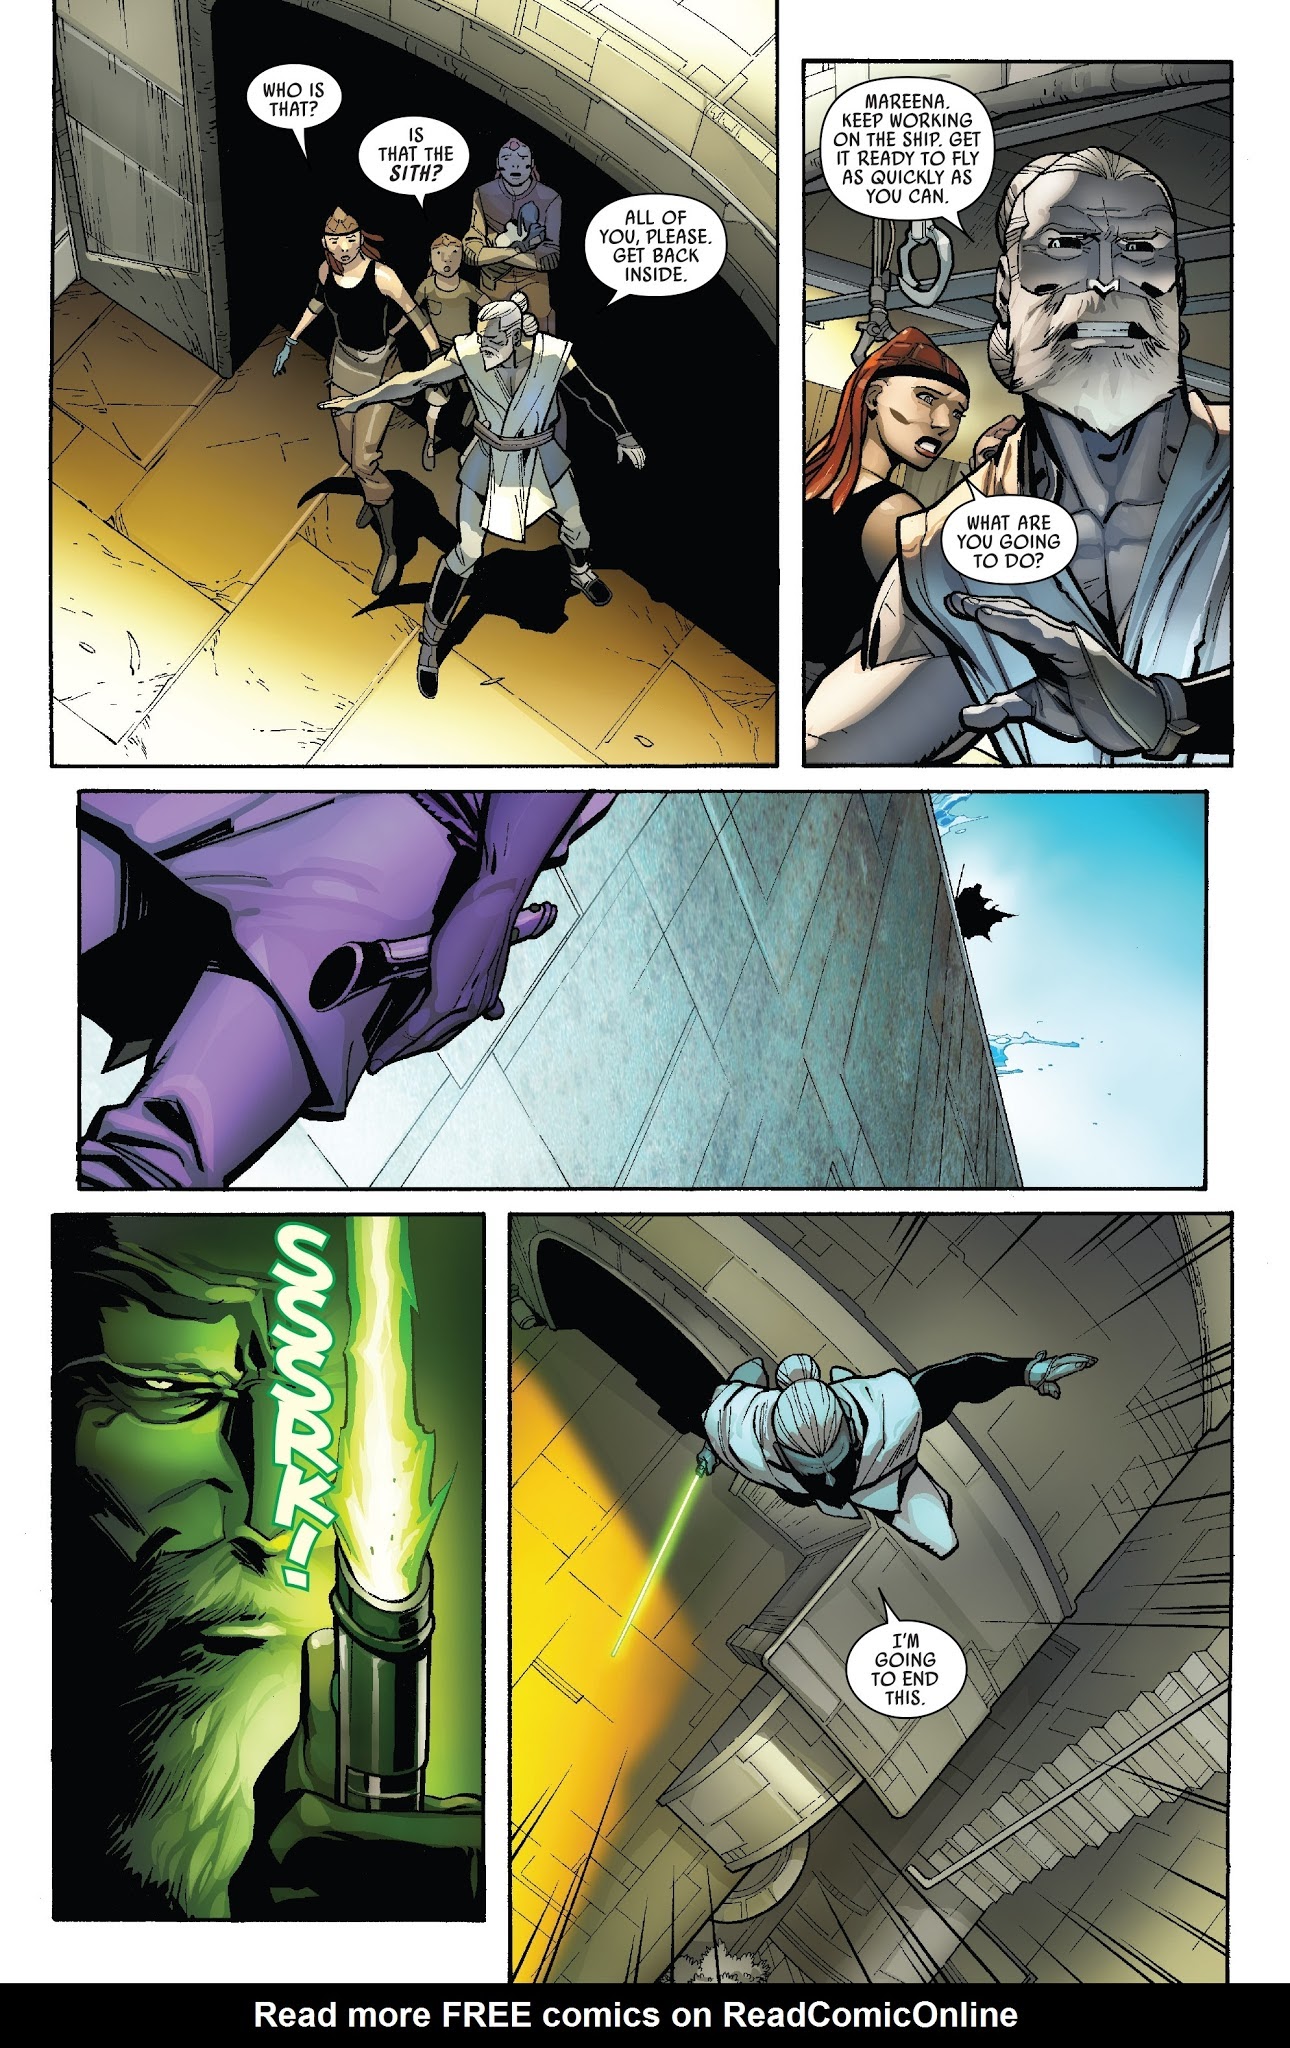 WHO IS
THAT?
IS
THAT THE
SITH?
ALL OF
YOU, PLEASE.
GET BACK
INSIDE.
MAREENA.
KEEP WORKING
ON THE SHIP. GET
IT READY TO FLY
AS QUICKLY AS
YOU CAN.
WHAT ARE
YOU GOING
TO DO?
SSSRR!
I'M
GOING
TO END
THIS.
Read more FREE comics on ReadComicOnline